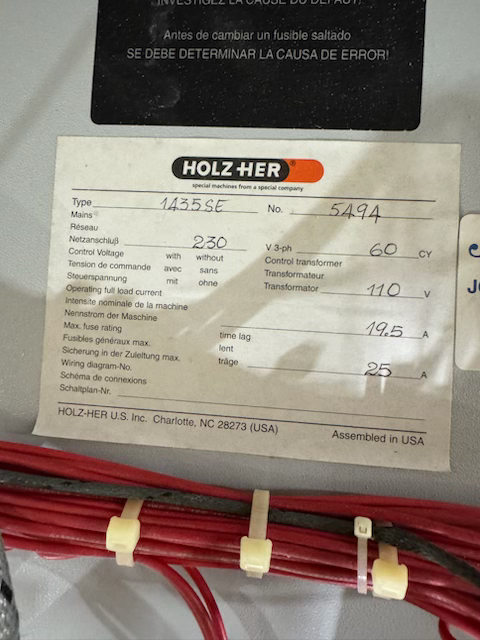 INVESTIGEZ LA CAUSE DU DEFAUT!
Antes de cambiar un fusible saltado
SE DEBE DETERMINAR LA CAUSA DE ERROR!
HOLZ-HER®
special machines from a special company
Type 1435SE No. 5494
Mains
Réseau
Netzanschluß 230 V 3-ph 60 CY
Control Voltage with without Control transformer
Tension de commande avec sans Transformateur
Steuerspannung mit ohne Transformator 110 V
Operating full load current
Intensite nominale de la machine
Nennstrom der Maschine 19.5 A
Max. fuse rating time lag
Fusibles généraux max. lent
Sicherung in der Zuleitung max. träge 25 A
Wiring diagram-No.
Schéma de connexions
Schaltplan-Nr.
HOLZ-HER U.S. Inc. Charlotte, NC 28273 (USA) Assembled in USA